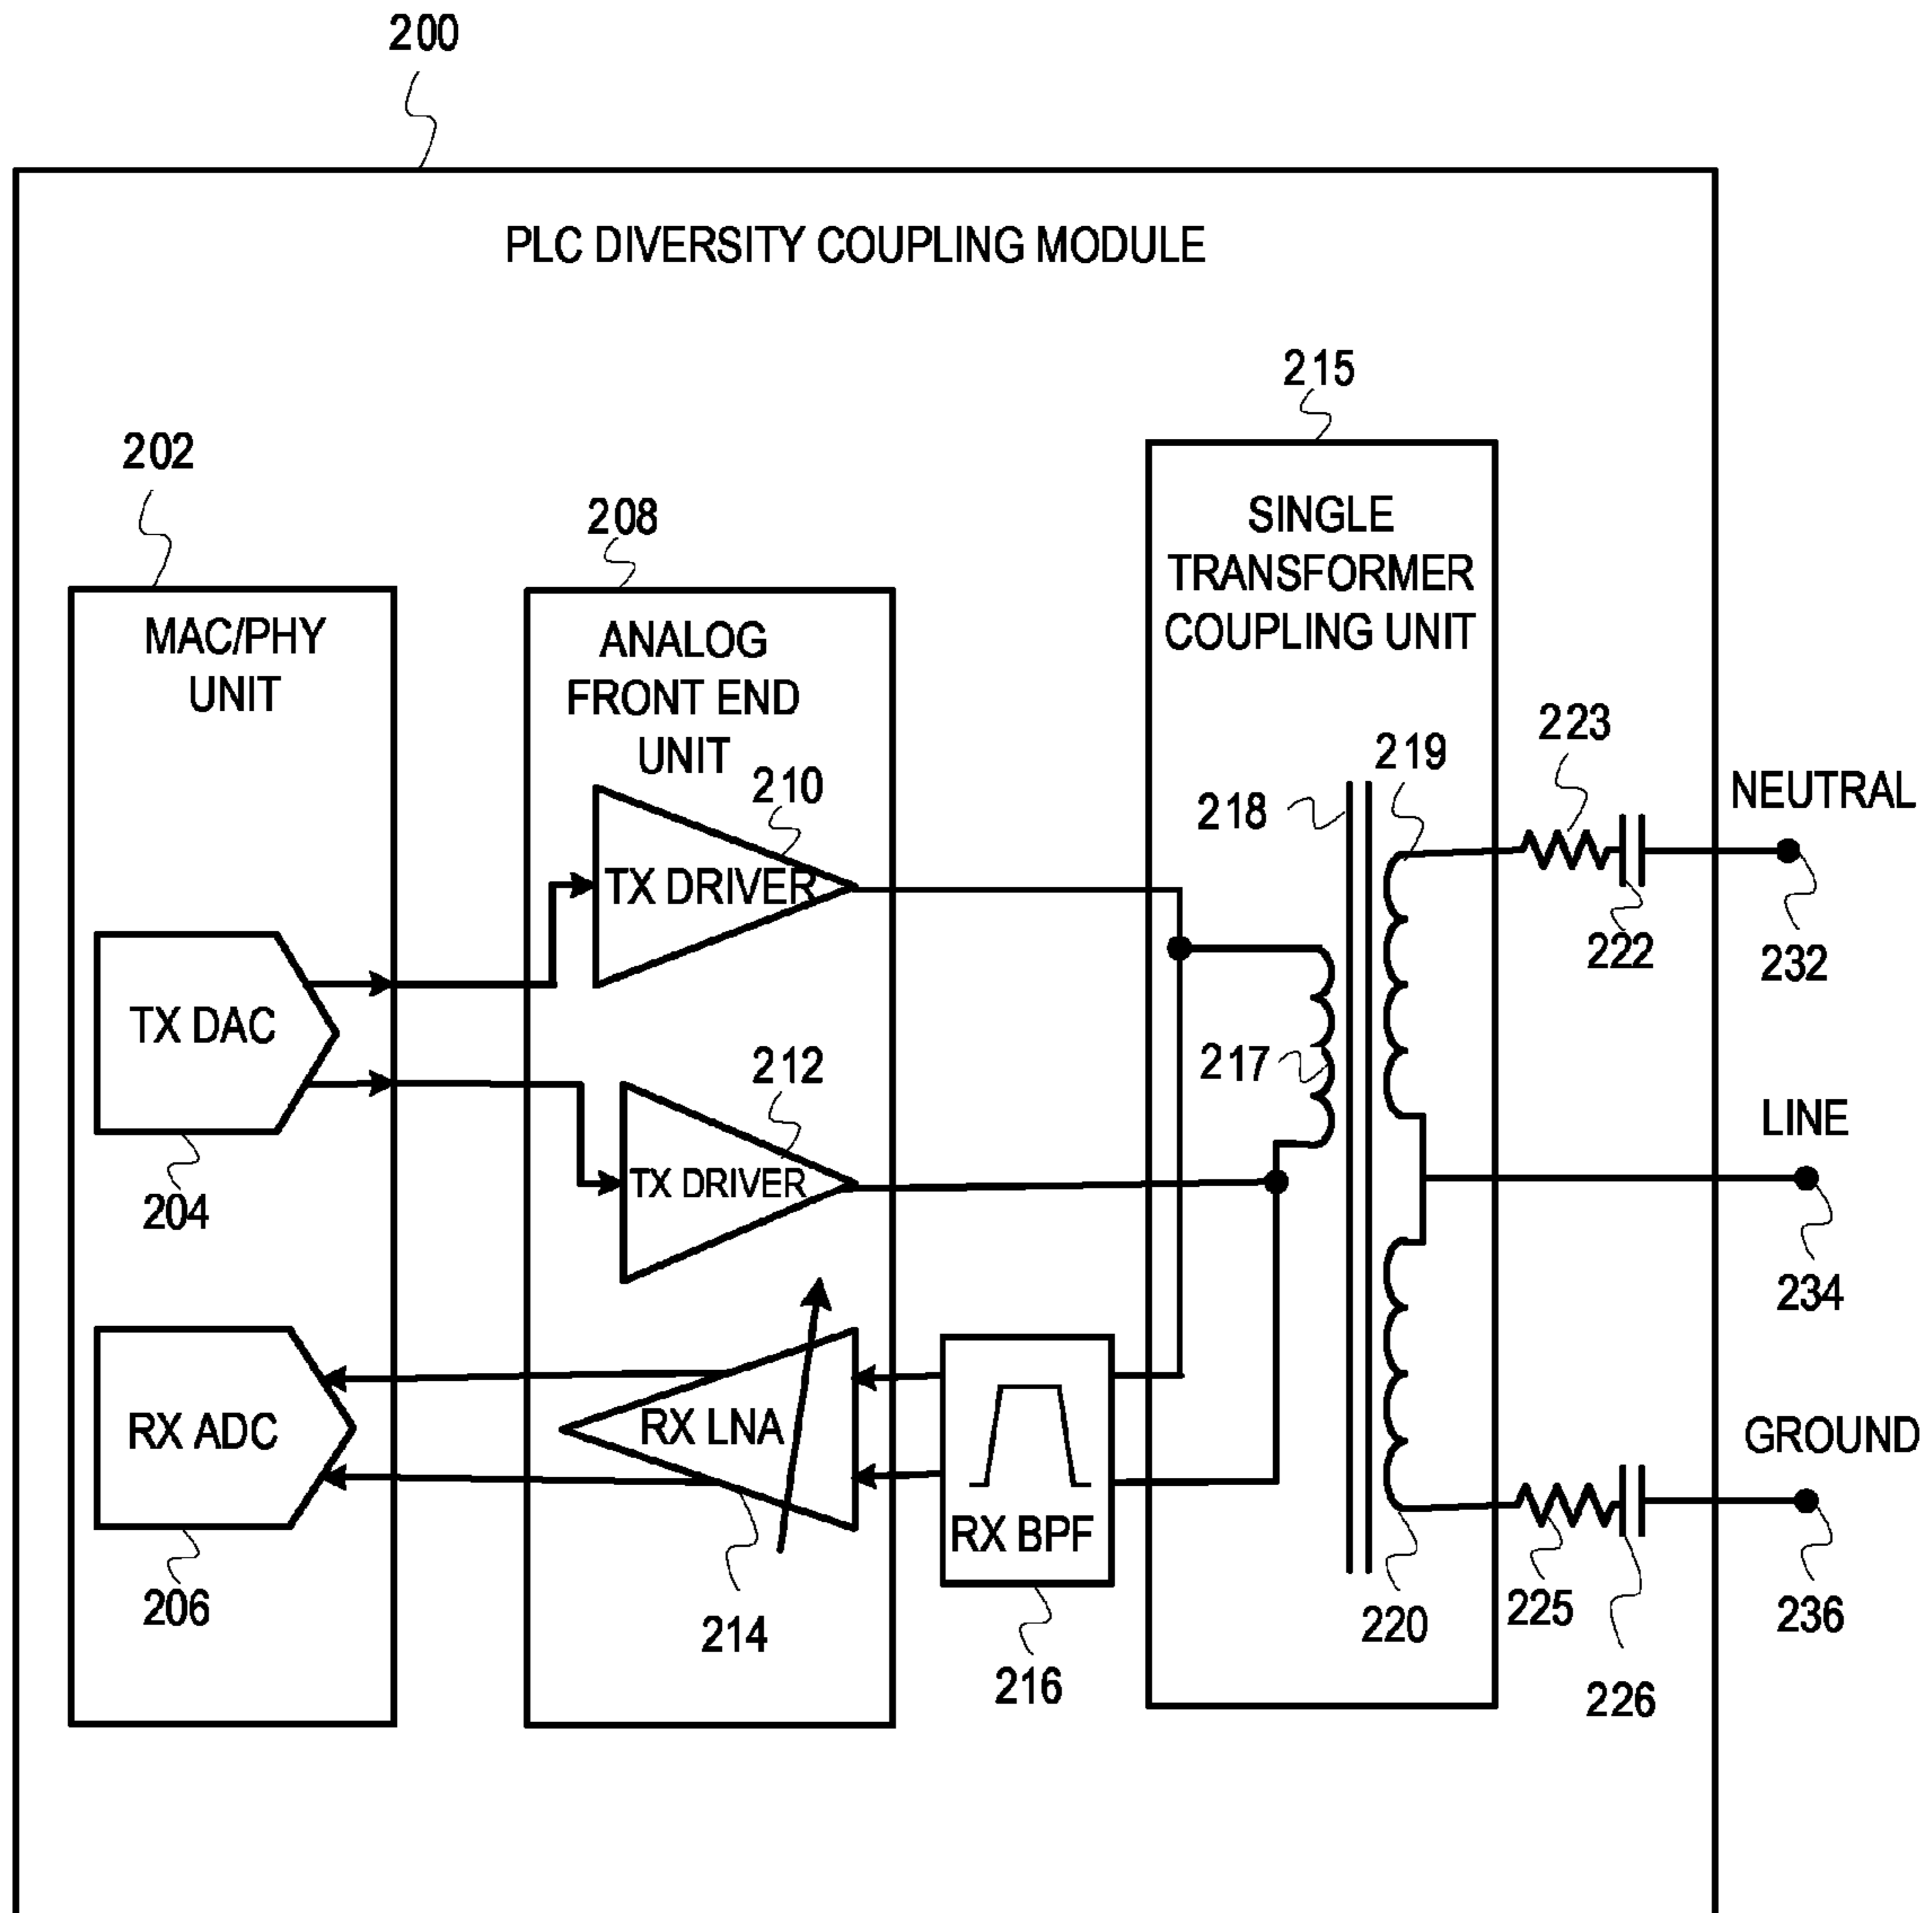 200
PLC DIVERSITY COUPLING MODULE
215
202
208
SINGLE
TRANSFORMER
COUPLING UNIT
MAC/PHY
UNIT
ANALOG
FRONT END
UNIT
223
219
210
218
NEUTRAL
TX DRIVER
222
232
TX DAC
217
212
LINE
TX DRIVER
204
234
RX ADC
RX LNA
GROUND
RX BPF
206
214
225
220
236
216
226